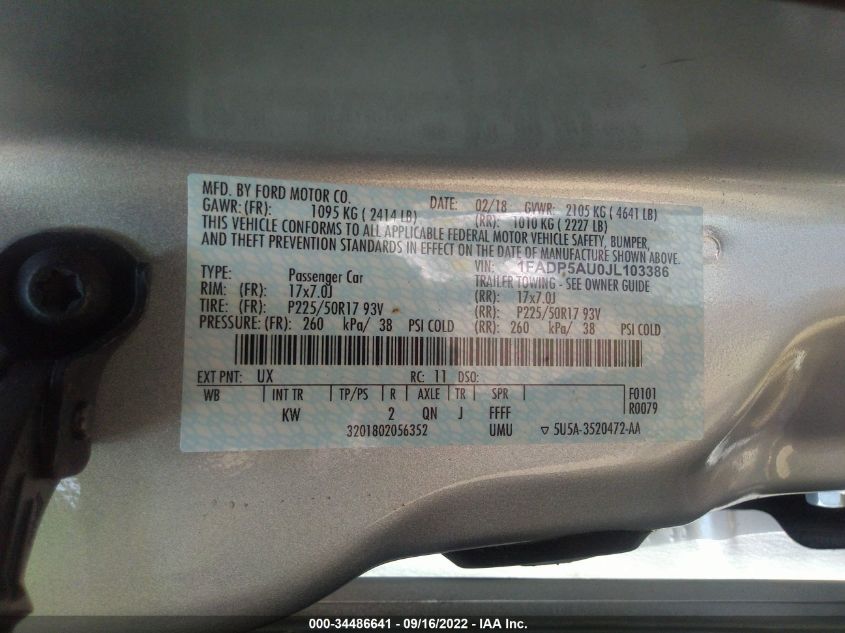 MFD. BY FORD MOTOR CO.
DATE: 02/18 GVWR: 2105 KG ( 4641 LB)
GAWR: (FR): 1095 KG ( 2414 LB) (RR): 1010 KG ( 2227 LB)
THIS VEHICLE CONFORMS TO ALL APPLICABLE FEDERAL MOTOR VEHICLE SAFETY, BUMPER,
AND THEFT PREVENTION STANDARDS IN EFFECT ON THE DATE OF MANUFACTURE SHOWN ABOVE.
VIN: 1FADP5AU0JL103386
TYPE: Passenger Car TRAILER TOWING - SEE OWNER GUIDE
RIM: (FR): 17x7.0J (RR): 17x7.0J
TIRE: (FR): P225/50R17 93V (RR): P225/50R17 93V
PRESSURE: (FR): 260 kPa/ 38 PSI COLD (RR): 260 kPa/ 38 PSI COLD
EXT PNT: UX RC: 11 DSO:
WB INT TR TP/PS R AXLE TR SPR F0101
R0079
KW 2 QN J FFFF
3201802056352 UMU ▽ 5U5A-3520472-AA
000-34486641 - 09/16/2022 - IAA Inc.